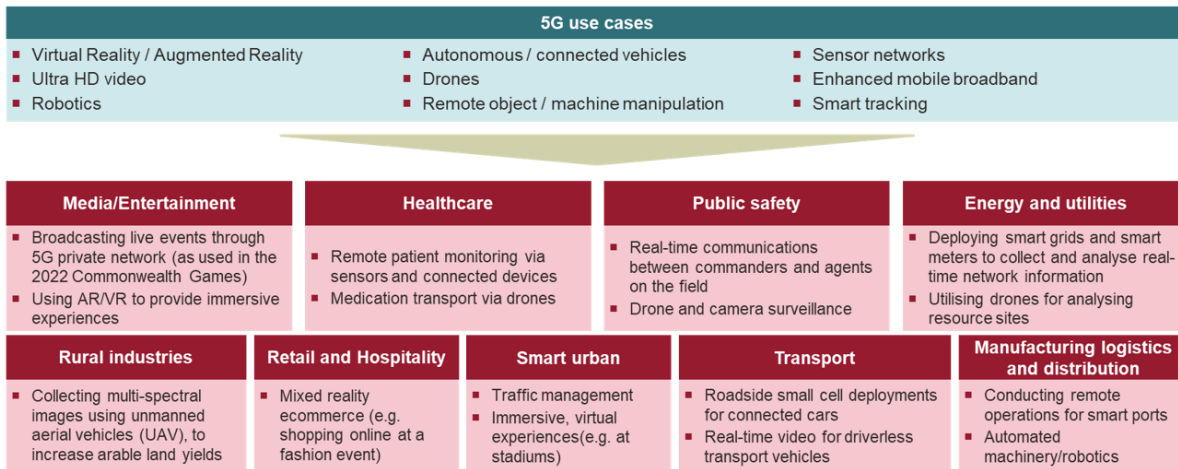 5G use cases
Virtual Reality / Augmented Reality
Ultra HD video
Robotics
Autonomous / connected vehicles
Drones
Remote object / machine manipulation
Sensor networks
Enhanced mobile broadband
Smart tracking
Media/Entertainment
Broadcasting live events through
5G private network (as used in the
2022 Commonwealth Games)
Using AR/VR to provide immersive
experiences
Healthcare
Remote patient monitoring via
sensors and connected devices
Medication transport via drones
Public safety
Real-time communications
between commanders and agents
on the field
Drone and camera surveillance
Energy and utilities
Deploying smart grids and smart
meters to collect and analyse real-
time network information
Utilising drones for analysing
resource sites
Rural industries
Collecting multi-spectral
images using unmanned
aerial vehicles (UAV), to
increase arable land yields
Retail and Hospitality
Mixed reality
ecommerce (e.g.
shopping online at a
fashion event)
Smart urban
Traffic management
Immersive, virtual
experiences(e.g. at
stadiums)
Transport
Roadside small cell deployments
for connected cars
Real-time video for driverless
transport vehicles
Manufacturing logistics
and distribution
Conducting remote
operations for smart ports
Automated
machinery/robotics